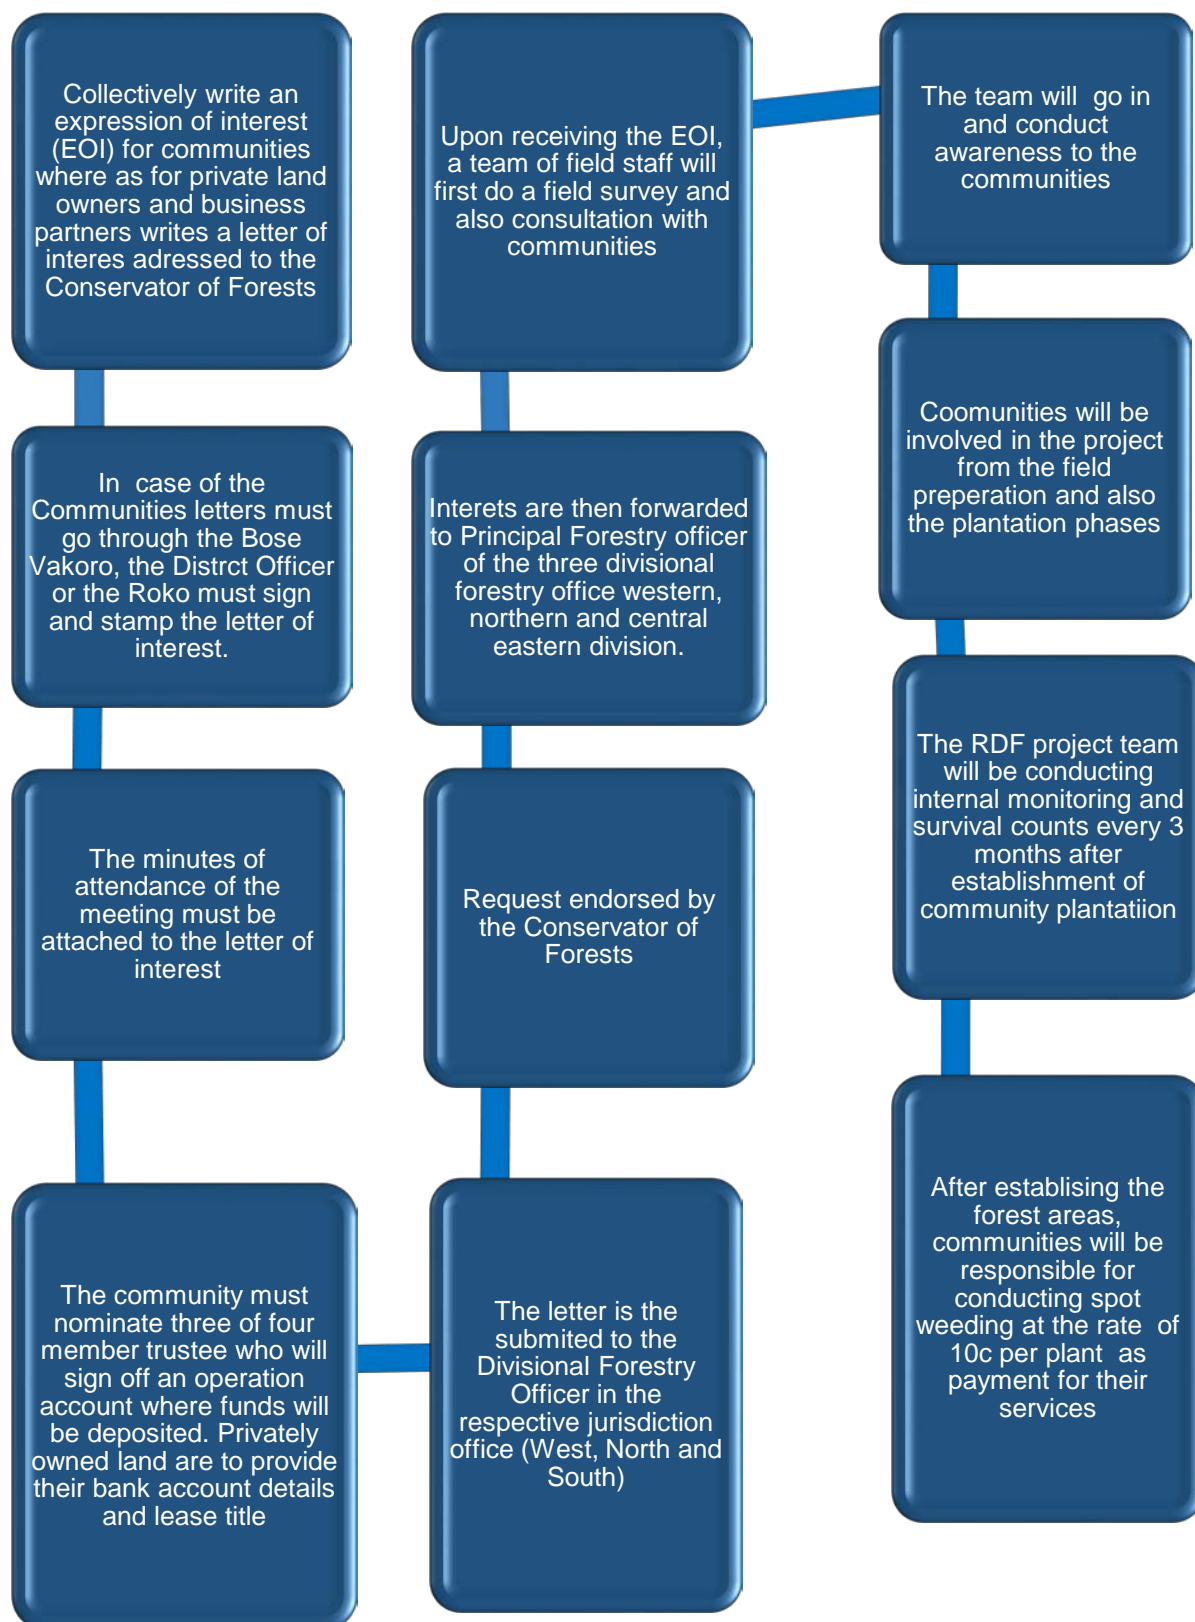 Collectively write an
expression of interest
(EOI) for communities
where as for private land
owners and business
partners writes a letter of
interes adressed to the
Conservator of Forests
In case of the
Communities letters must
go through the Bose
Vakoro, the Distrct Officer
or the Roko must sign
and stamp the letter of
interest.
The minutes of
attendance of the
meeting must be
attached to the letter of
interest
The community must
nominate three of four
member trustee who will
sign off an operation
account where funds will
be deposited. Privately
owned land are to provide
their bank account details
and lease title
The letter is the
submited to the
Divisional Forestry
Officer in the
respective jurisdiction
office (West, North and
South)
Request endorsed by
the Conservator of
Forests
Interets are then forwarded
to Principal Forestry officer
of the three divisional
forestry office western,
northern and central
eastern division.
Upon receiving the EOI,
a team of field staff will
first do a field survey and
also consultation with
communities
The team will go in
and conduct
awareness to the
communities
Coomunities will be
involved in the project
from the field
preperation and also
the plantation phases
The RDF project team
will be conducting
internal monitoring and
survival counts every 3
months after
establishment of
community plantatiion
After establising the
forest areas,
communities will be
responsible for
conducting spot
weeding at the rate of
10c per plant as
payment for their
services